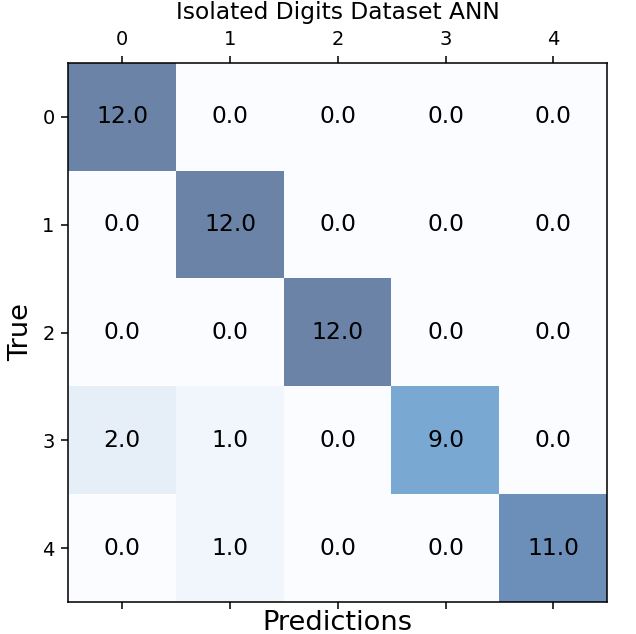 Isolated Digits Dataset ANN
0 1 2 3 4
0 12.0 0.0 0.0 0.0 0.0
1 0.0 12.0 0.0 0.0 0.0
2 0.0 0.0 12.0 0.0 0.0
3 2.0 1.0 0.0 9.0 0.0
4 0.0 1.0 0.0 0.0 11.0
True
Predictions